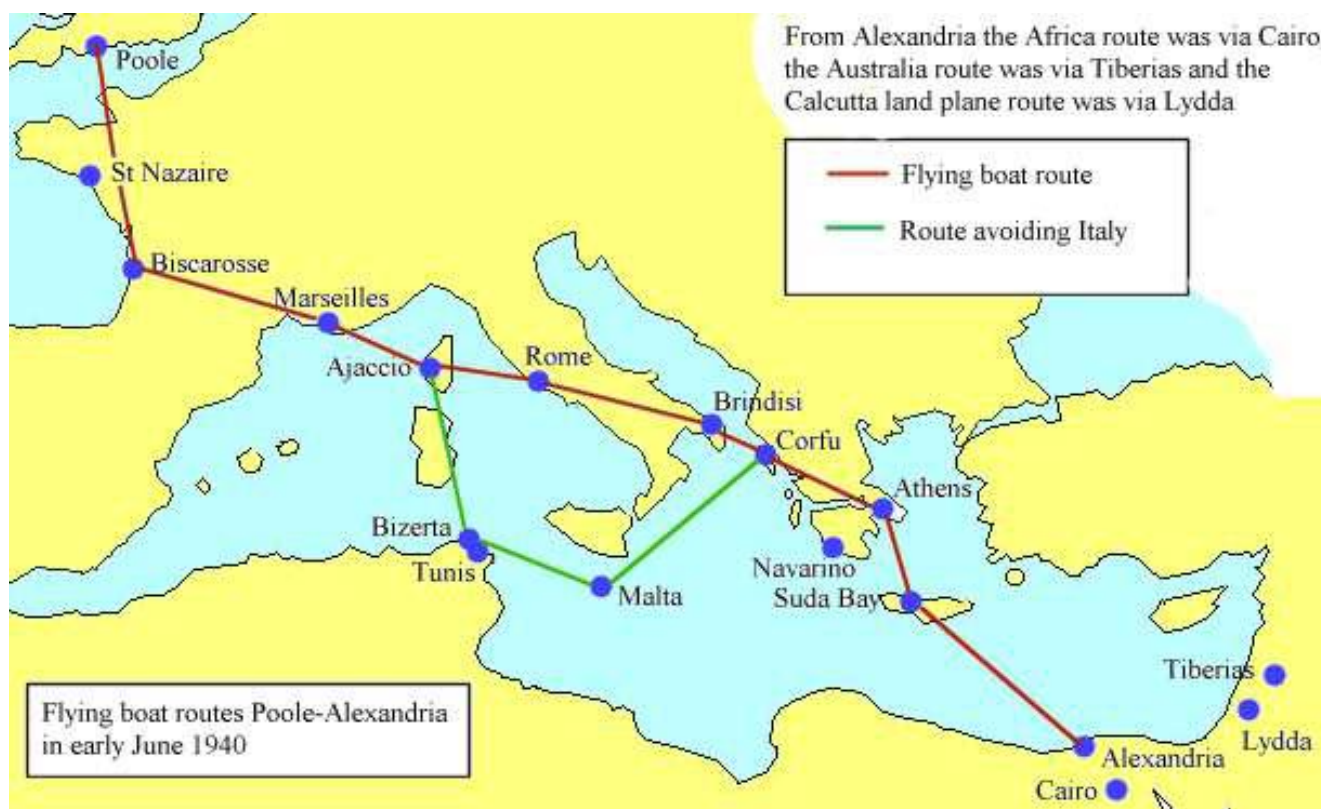 From Alexandria the Africa route was via Cairo
the Australia route was via Tiberias and the
Calcutta land plane route was via Lydda
Poole
St Nazaire
Flying boat route
Route avoiding Italy
Biscarosse
Marseilles
Ajaccio
Rome
Brindisi
Corfu
Athens
Bizerta
Tunis
Malta
Navarino
Suda Bay
Tiberias
Lydda
Alexandria
Cairo
Flying boat routes Poole-Alexandria
in early June 1940